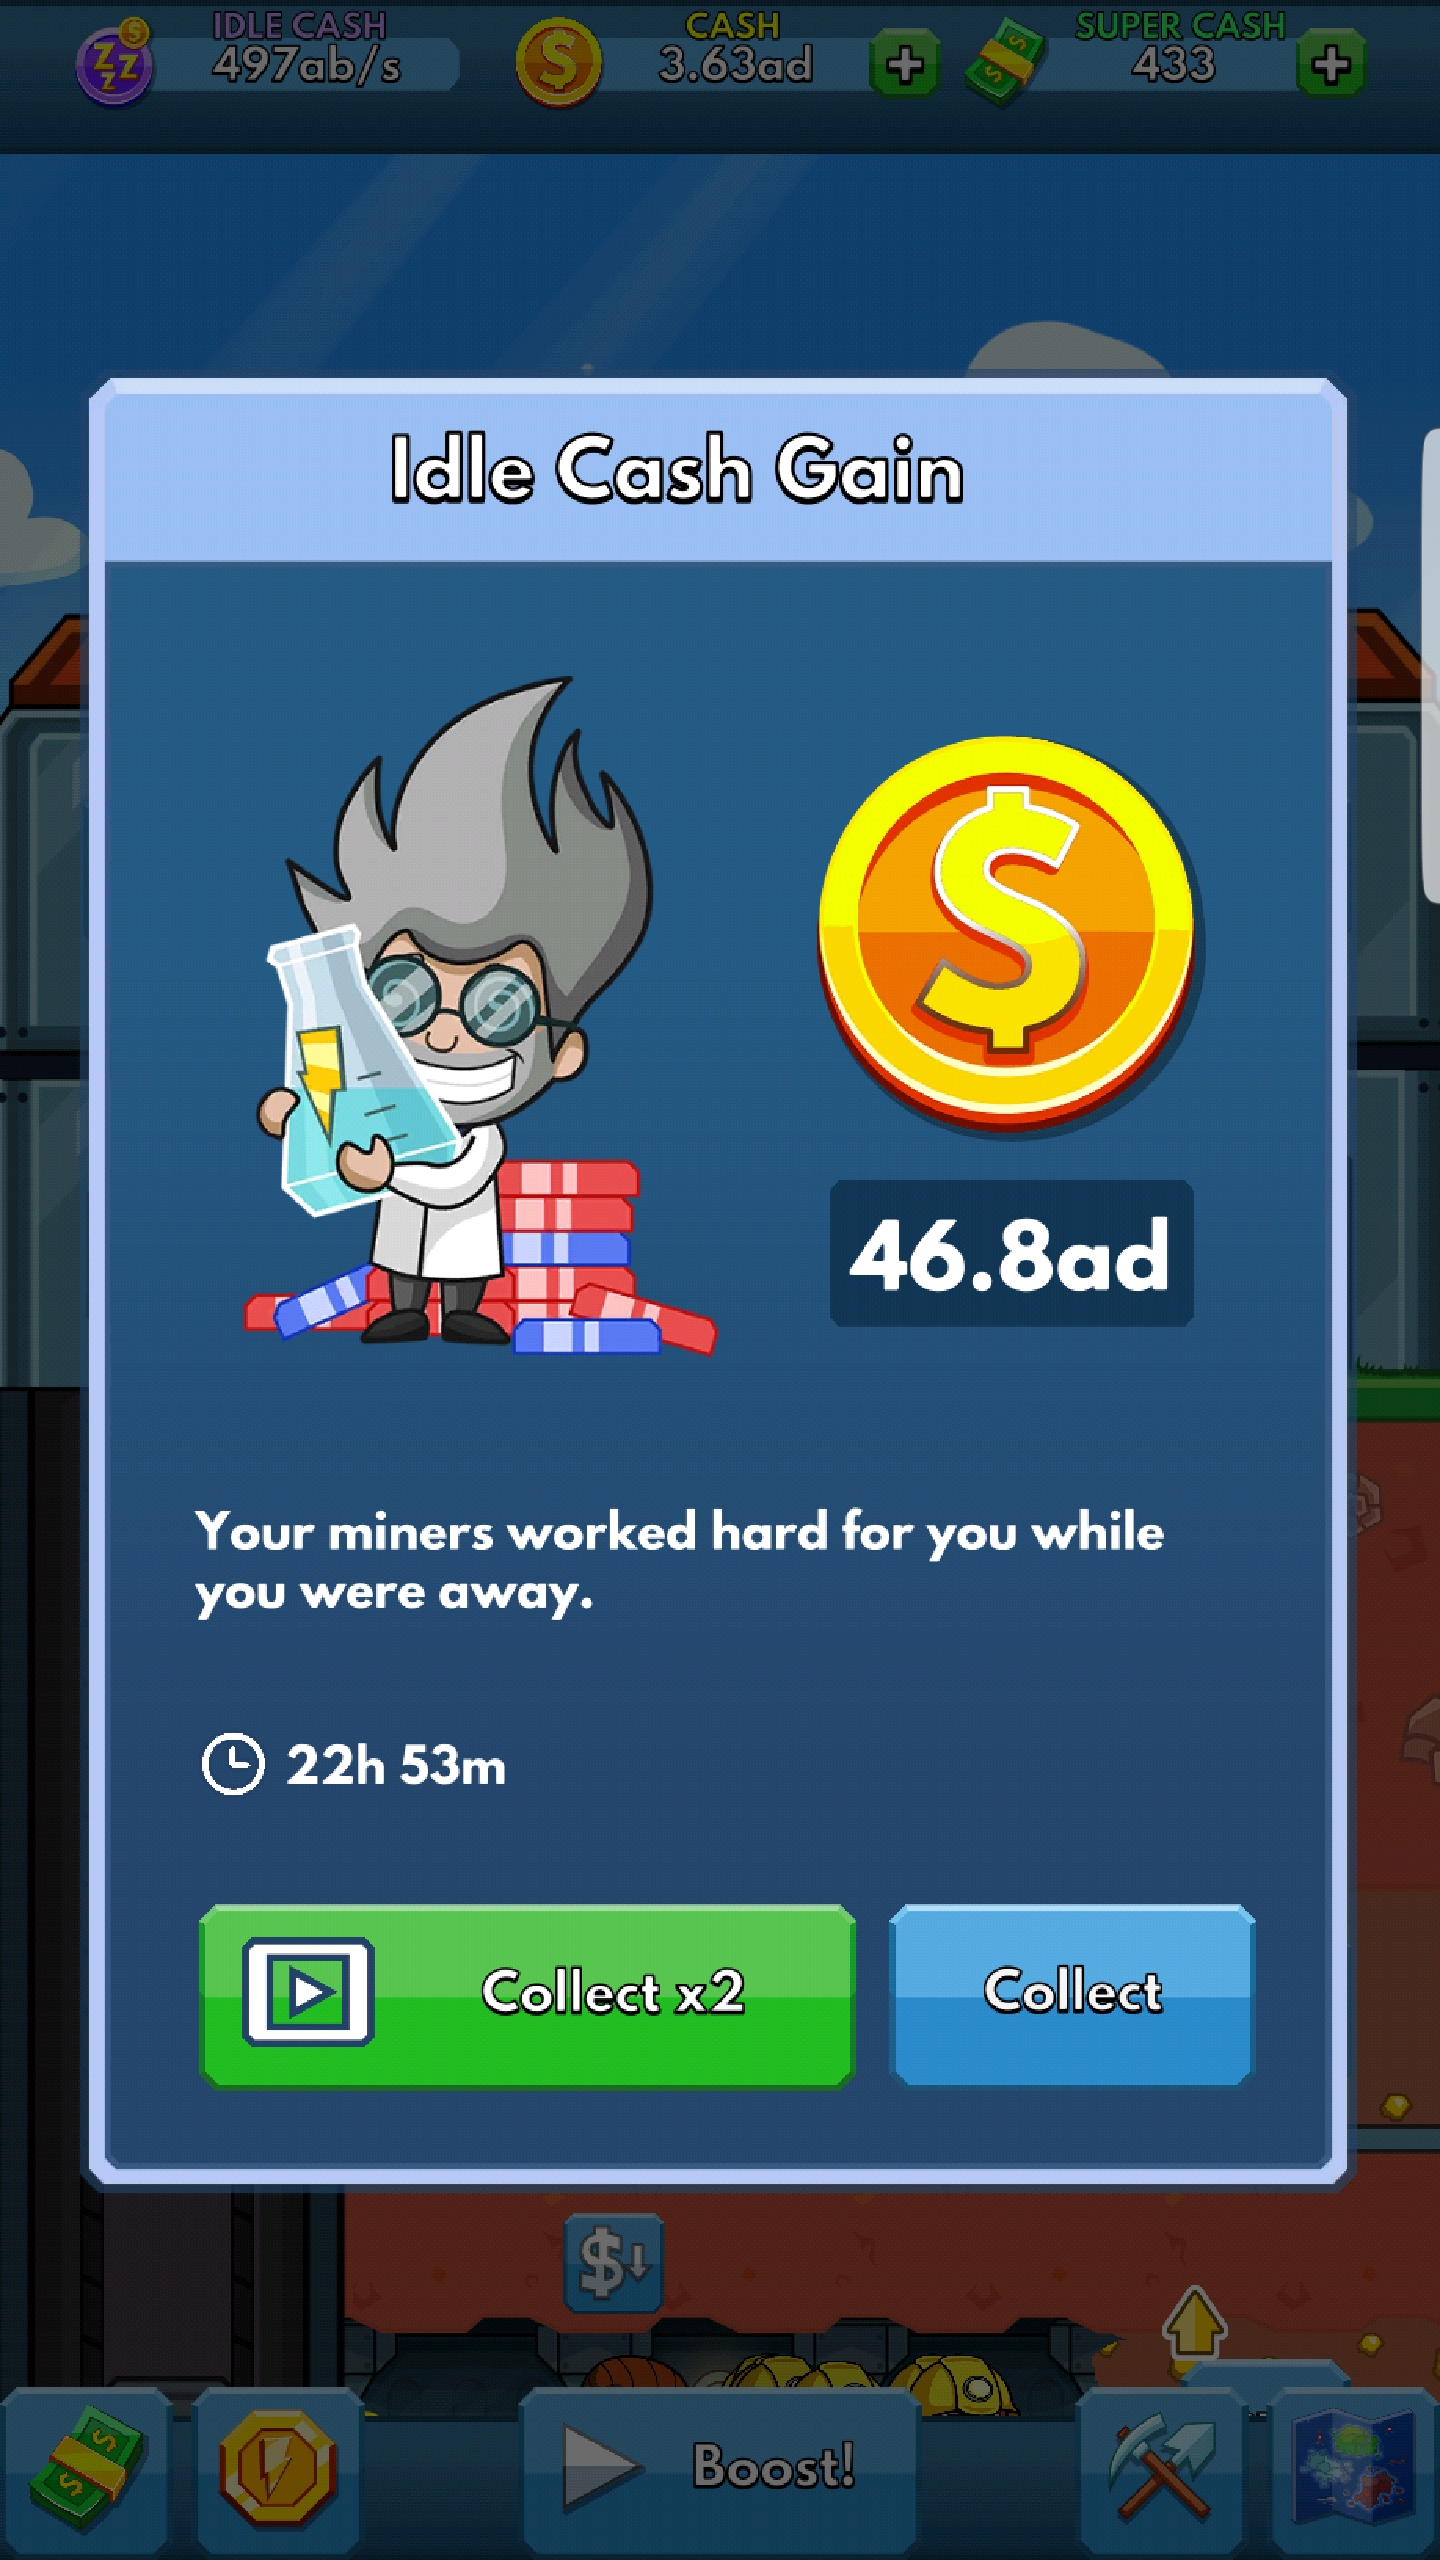 IDLE CASH
497ab/s
CASH
3.63ad
SUPER CASH
433
Idle Cash Gain
46.8ad
Your miners worked hard for you while
you were away.
22h 53m
Collect x2
Collect
Boost!